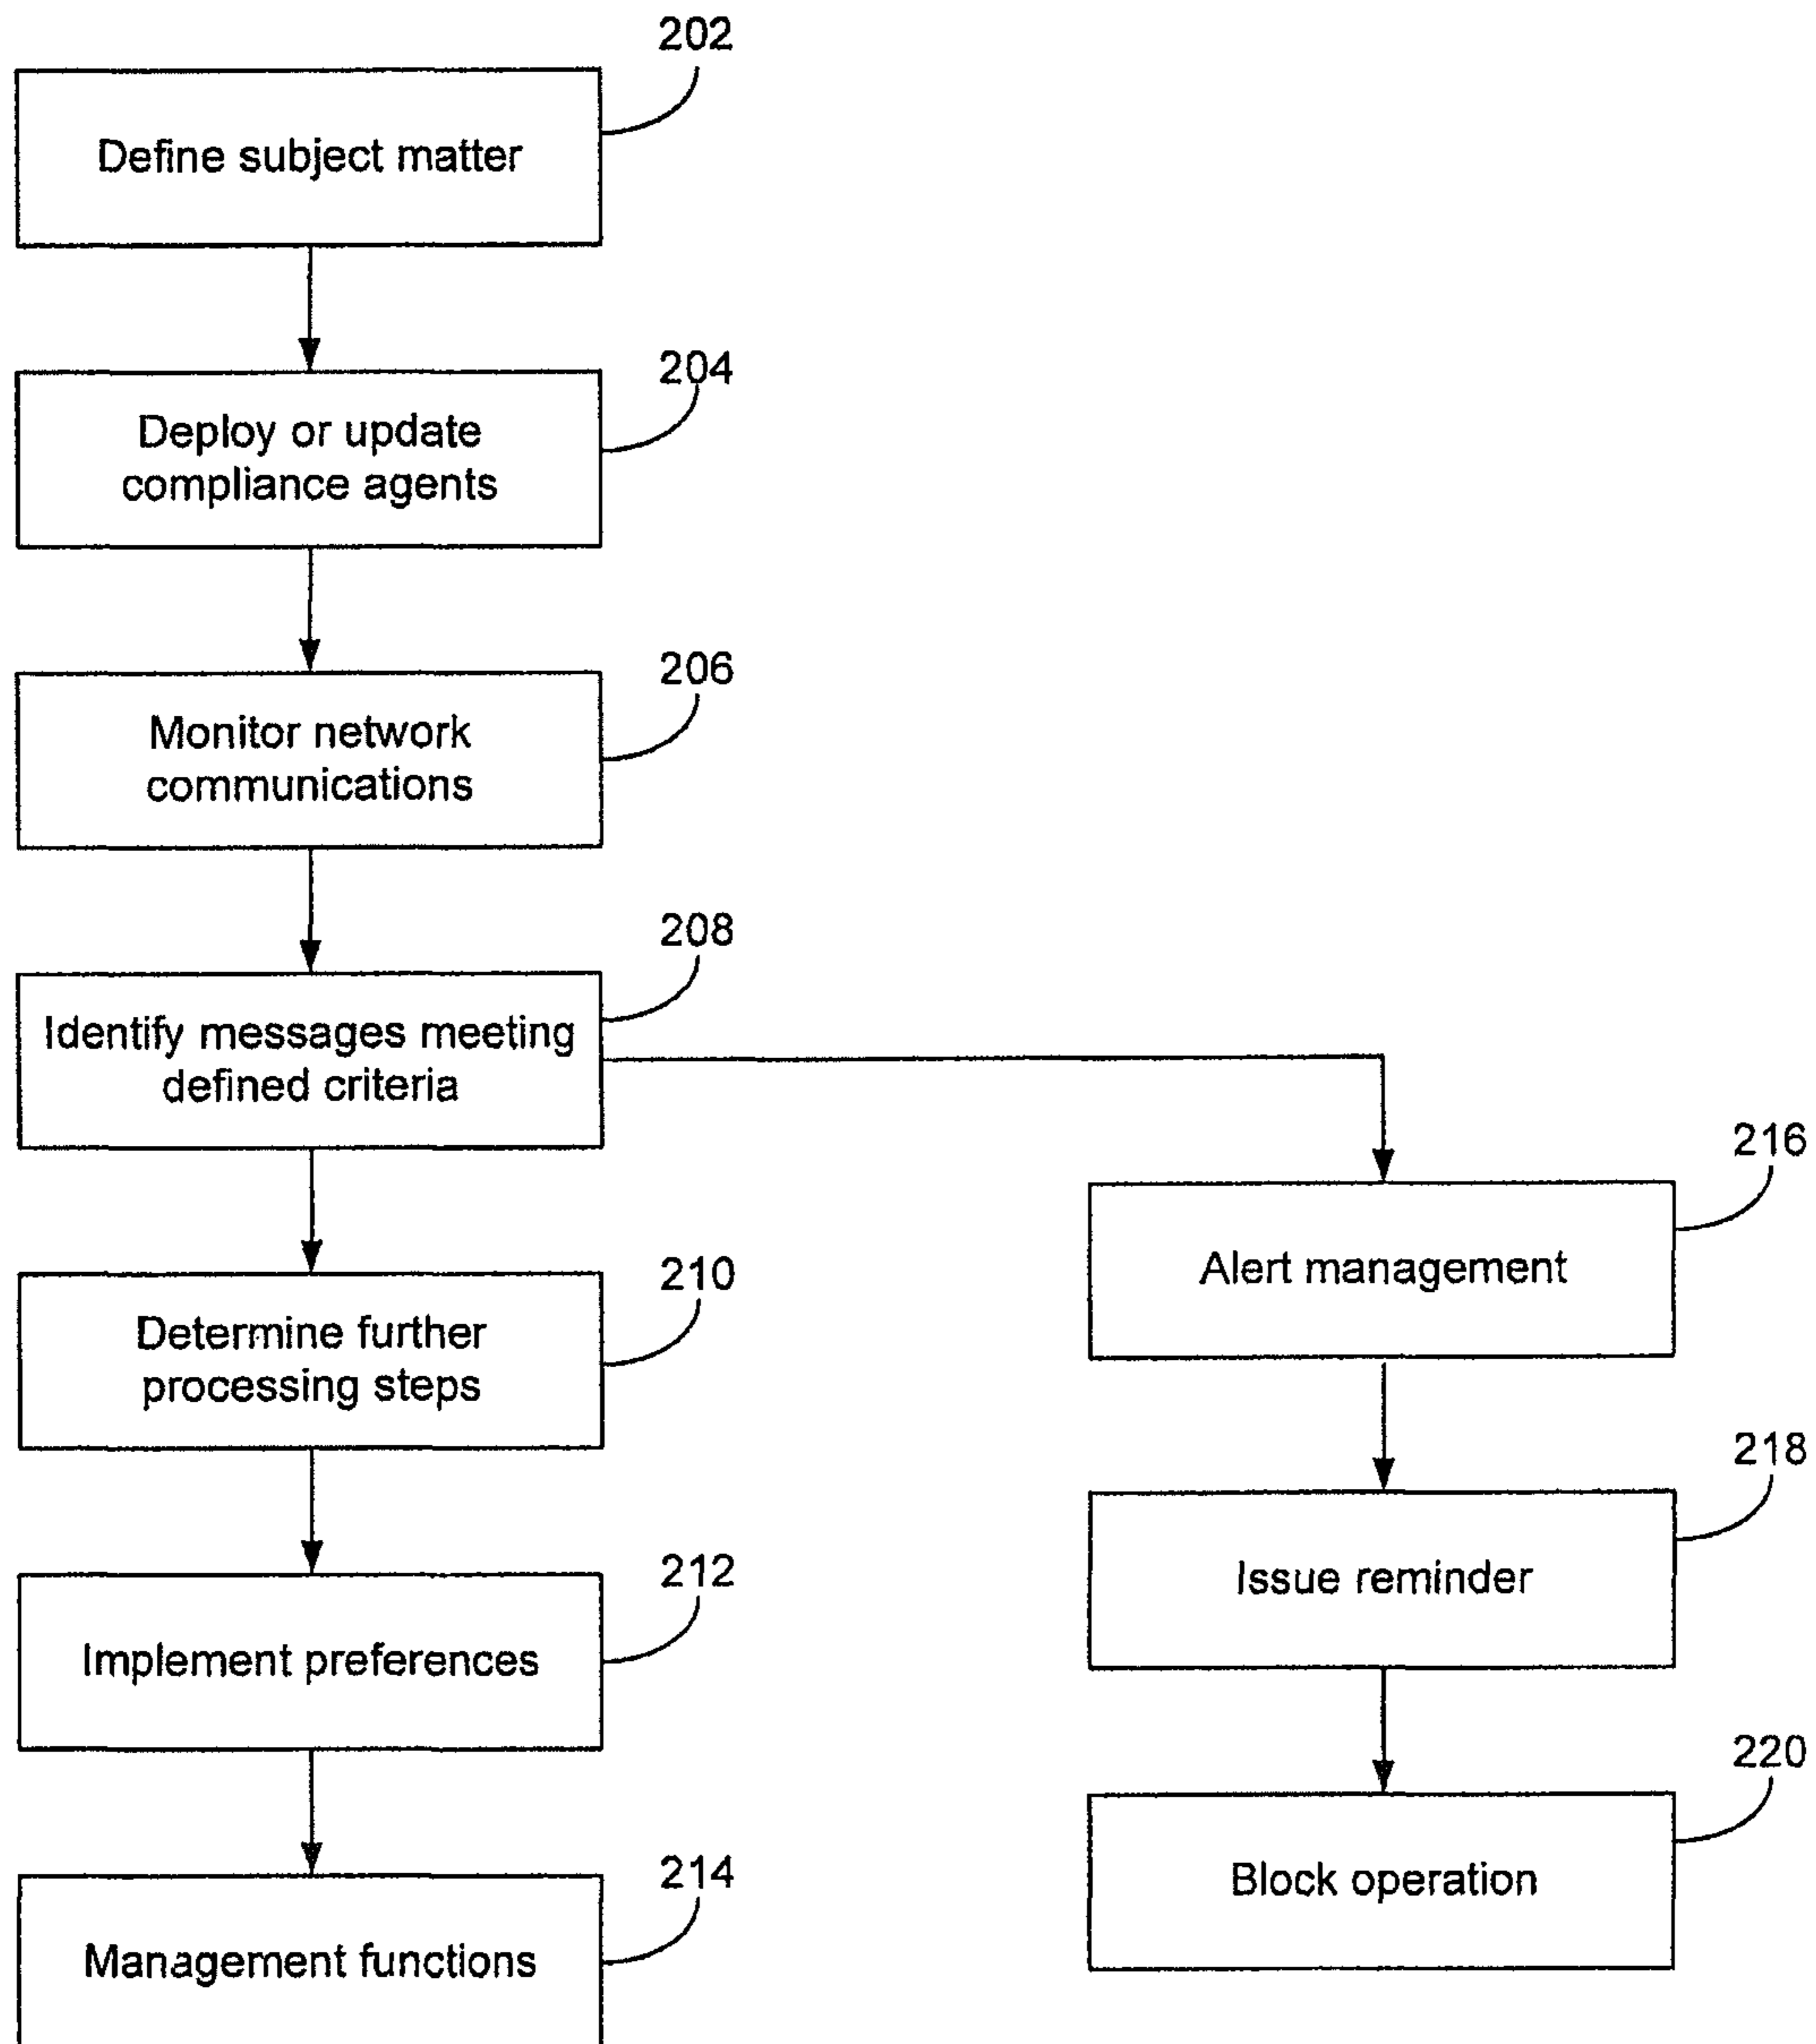 202
Define subject matter
204
Deploy or update
compliance agents
206
Monitor network
communications
208
Identify messages meeting
defined criteria
210
Determine further
processing steps
212
Implement preferences
214
Management functions
216
Alert management
218
Issue reminder
220
Block operation